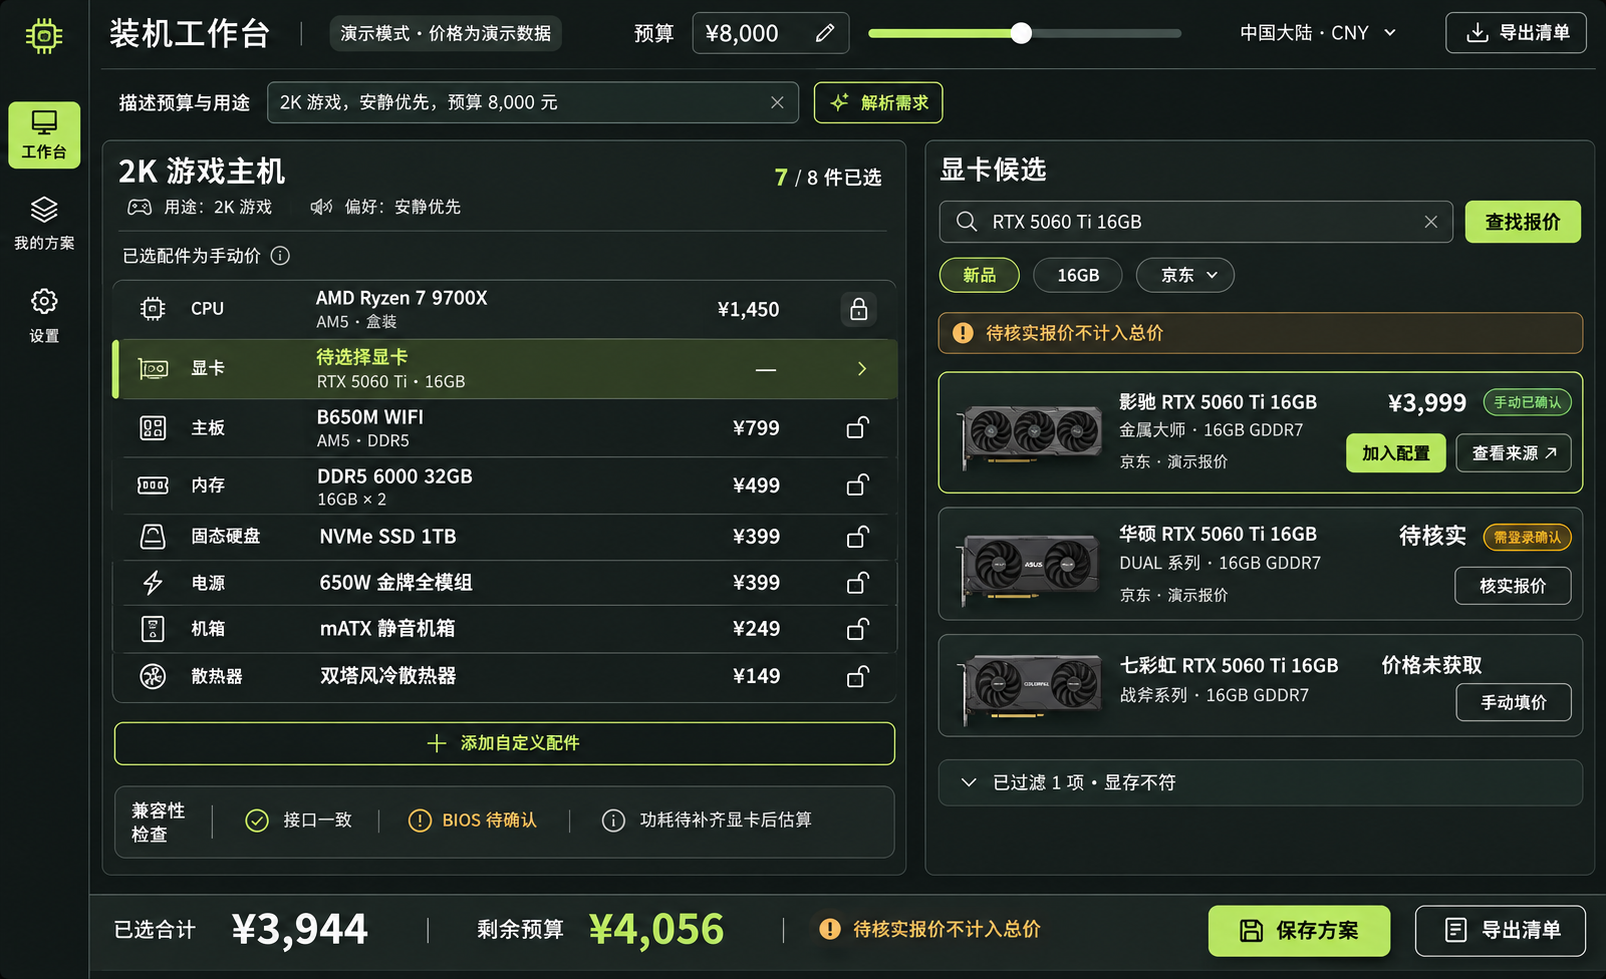 装机工作台
演示模式·价格为演示数据
预算
¥8,000
中国大陆·CNY
导出清单
工作台
我的方案
设置
描述预算与用途
2K 游戏，安静优先，预算 8,000 元
解析需求
2K 游戏主机
7 / 8 件已选
用途：2K 游戏
偏好：安静优先
已选配件为手动价
CPU
AMD Ryzen 7 9700X
AM5·盒装
¥1,450
显卡
待选择显卡
RTX 5060 Ti·16GB
—
主板
B650M WIFI
AM5·DDR5
¥799
内存
DDR5 6000 32GB
16GB × 2
¥499
固态硬盘
NVMe SSD 1TB
¥399
电源
650W 金牌全模组
¥399
机箱
mATX 静音机箱
¥249
散热器
双塔风冷散热器
¥149
添加自定义配件
兼容性
检查
接口一致
BIOS 待确认
功耗待补齐显卡后估算
显卡候选
RTX 5060 Ti 16GB
查找报价
新品
16GB
京东
待核实报价不计入总价
影驰 RTX 5060 Ti 16GB
金属大师·16GB GDDR7
京东·演示报价
¥3,999
手动已确认
加入配置
查看来源
ASUS
华硕 RTX 5060 Ti 16GB
DUAL 系列·16GB GDDR7
京东·演示报价
待核实
需登录确认
核实报价
COLORFUL
七彩虹 RTX 5060 Ti 16GB
战斧系列·16GB GDDR7
价格未获取
手动填价
已过滤 1 项·显存不符
已选合计
¥3,944
剩余预算
¥4,056
待核实报价不计入总价
保存方案
导出清单